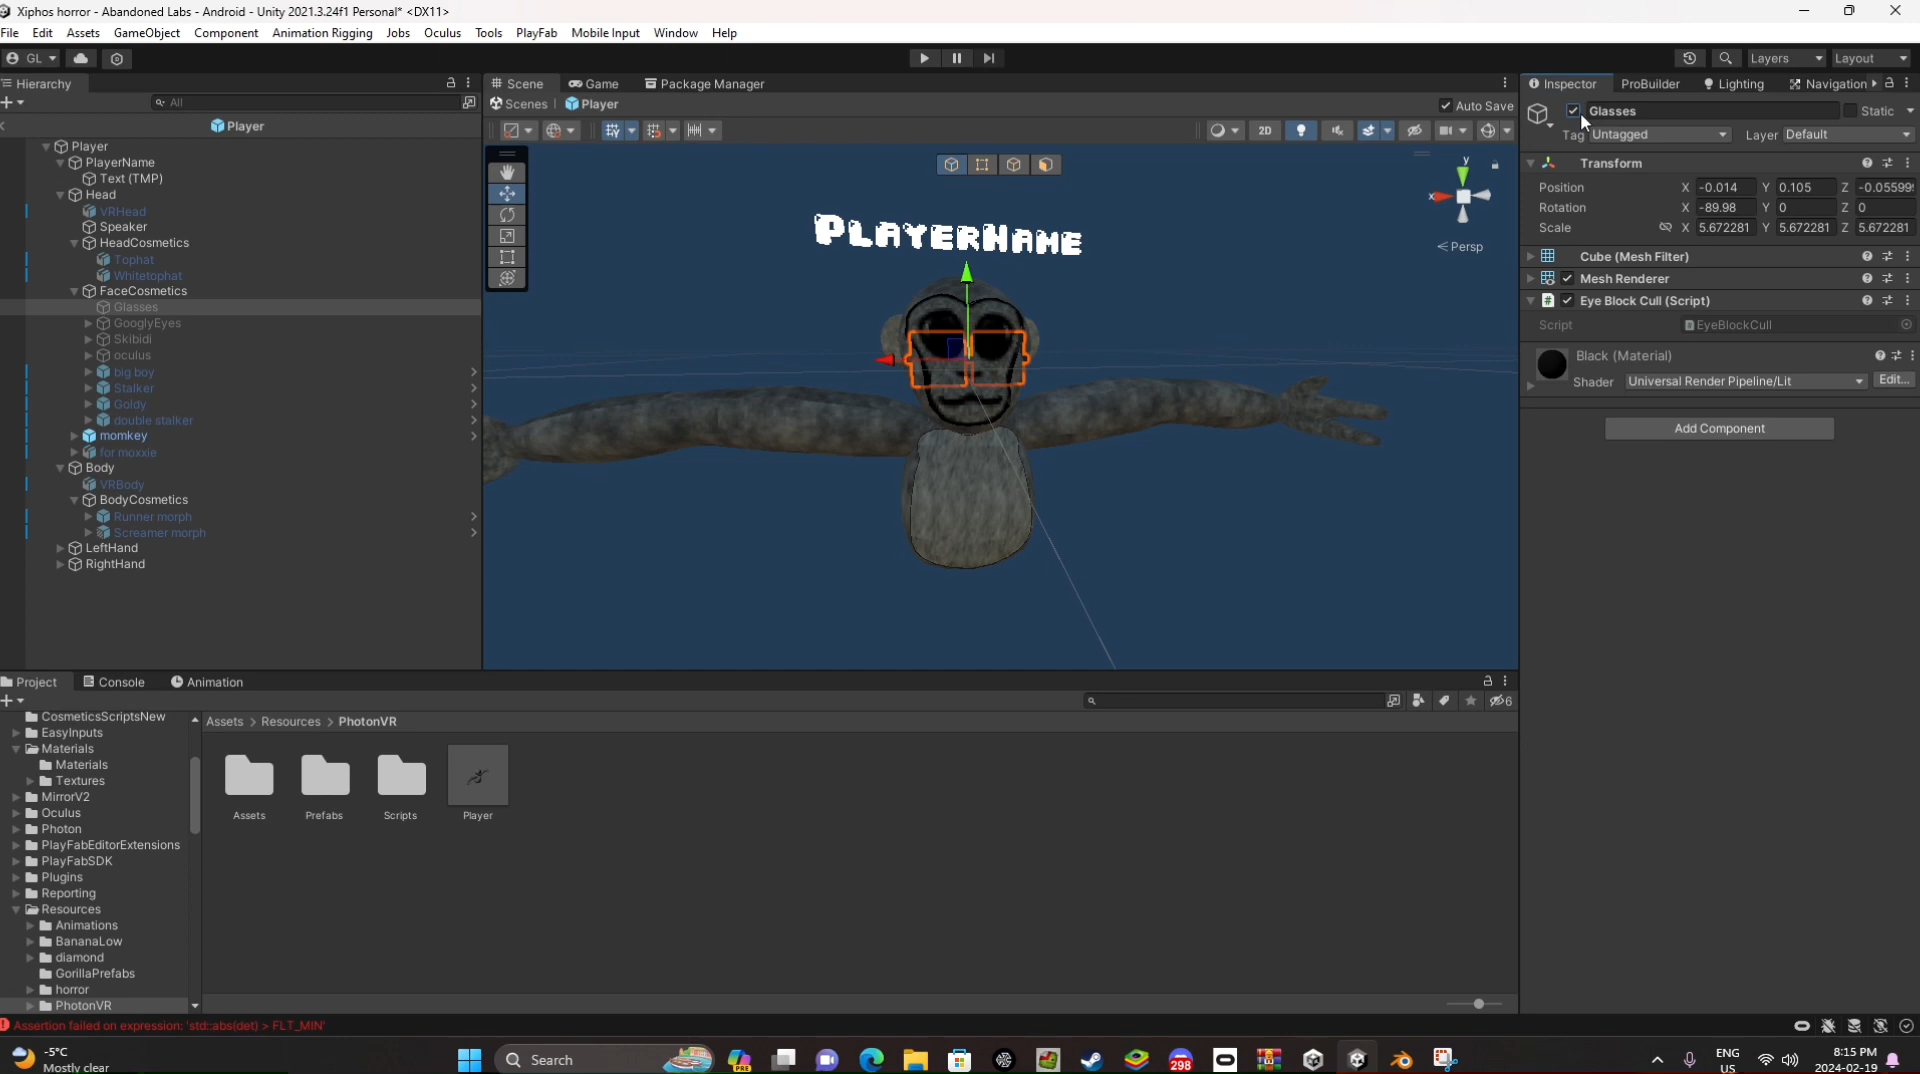 Xiphos horror - Abandoned Labs - Android - Unity 2021.3.24f1 Personal* <DX11>
File Edit Assets GameObject Component Animation Rigging Jobs Oculus Tools PlayFab Mobile Input Window Help
GL Layers Layout
Hierarchy Scene Game Package Manager Inspector ProBuilder Lighting Navigation
All Scenes Player Auto Save Glasses Static
Player 2D Tag Untagged Layer Default
Player
PlayerName
Text (TMP)
Head
VRHead
Speaker
HeadCosmetics
Tophat
Whitetophat
FaceCosmetics
Glasses
GooglyEyes
Skibidi
oculus
big boy
Stalker
Goldy
double stalker
momkey
for moxxie
Body
VRBody
BodyCosmetics
Runner morph
Screamer morph
LeftHand
RightHand
PlayerName
y
x
Persp
Transform
Position X -0.014 Y 0.105 Z -0.05599
Rotation X -89.98 Y 0 Z 0
Scale X 5.672281 Y 5.672281 Z 5.672281
Cube (Mesh Filter)
Mesh Renderer
Eye Block Cull (Script)
Script EyeBlockCull
Black (Material)
Shader Universal Render Pipeline/Lit Edit...
Add Component
Project Console Animation
6
CosmeticsScriptsNew
EasyInputs
Materials
Materials
Textures
MirrorV2
Oculus
Photon
PlayFabEditorExtensions
PlayFabSDK
Plugins
Reporting
Resources
Animations
BananaLow
diamond
GorillaPrefabs
horror
PhotonVR
Assets > Resources > PhotonVR
Assets Prefabs Scripts Player
Assertion failed on expression: 'std::abs(det) > FLT_MIN'
-5°C
Mostly clear
Search
PRE
298
ENG
US
8:15 PM
2024-02-19